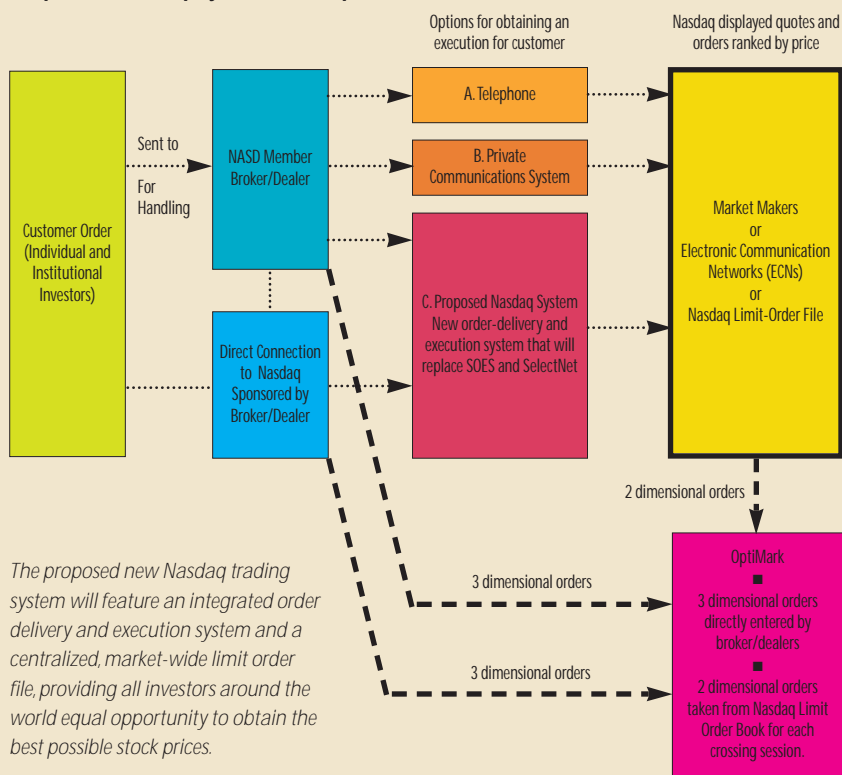 Options for obtaining an
execution for customer
Nasdaq displayed quotes and
orders ranked by price
Customer Order
(Individual and
Institutional
Investors)
Sent to
For
Handling
NASD Member
Broker/Dealer
Direct Connection
to Nasdaq
Sponsored by
Broker/Dealer
A. Telephone
B. Private
Communications System
C. Proposed Nasdaq System
New order-delivery and
execution system that will
replace SOES and SelectNet
Market Makers
or
Electronic Communication
Networks (ECNs)
or
Nasdaq Limit-Order File
2 dimensional orders
3 dimensional orders
3 dimensional orders
OptiMark
3 dimensional orders
directly entered by
broker/dealers
2 dimensional orders
taken from Nasdaq Limit
Order Book for each
crossing session.
The proposed new Nasdaq trading
system will feature an integrated order
delivery and execution system and a
centralized, market-wide limit order
file, providing all investors around the
world equal opportunity to obtain the
best possible stock prices.